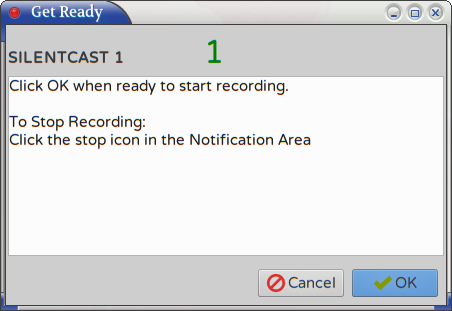 Get Ready
SILENTCAST 1 1
Click OK when ready to start recording.
To Stop Recording:
Click the stop icon in the Notification Area
Cancel OK